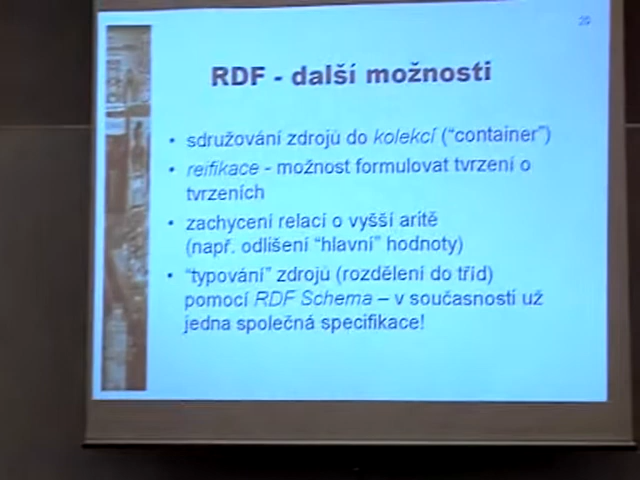 20
RDF - další možnosti
• sdružování zdrojů do kolekcí (“container”)
• reifikace - možnost formulovat tvrzení o
tvrzeních
• zachycení relací o vyšší aritě
(např. odlišení “hlavní” hodnoty)
• “typování” zdrojů (rozdělení do tříd)
pomocí RDF Schema – v současnosti už
jedna společná specifikace!